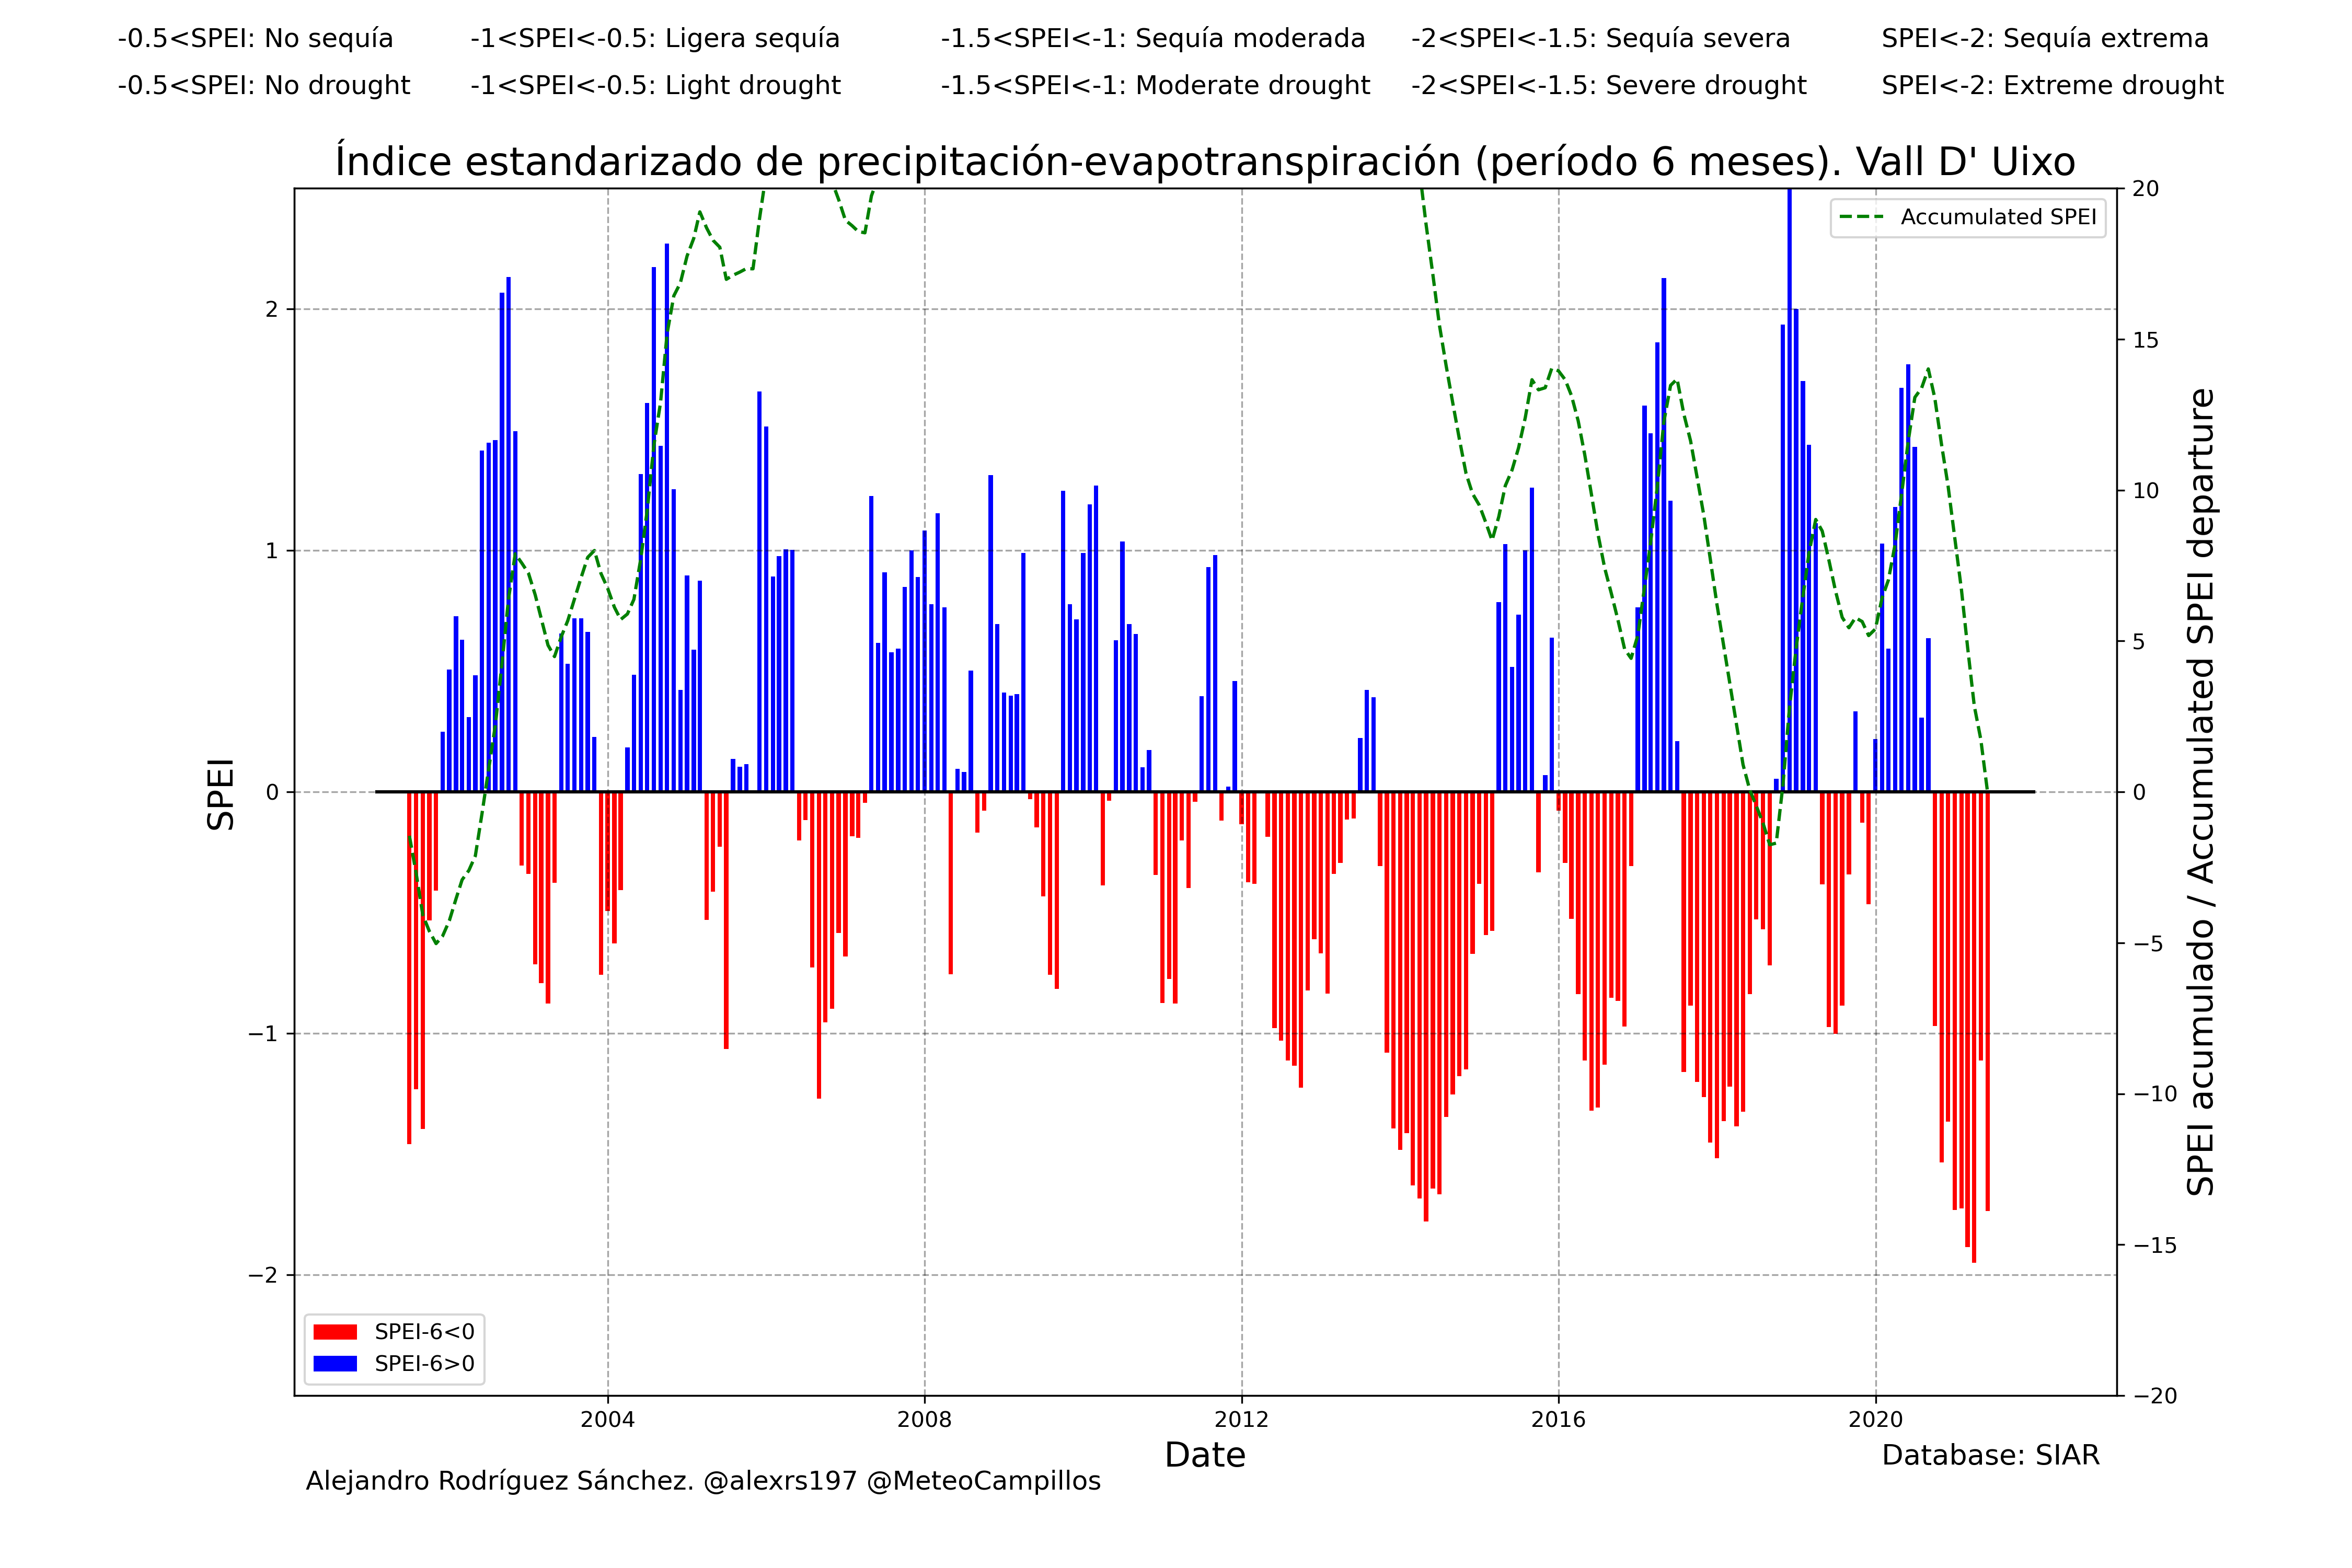 -0.5<SPEI: No sequía -1<SPEI<-0.5: Ligera sequía -1.5<SPEI<-1: Sequía moderada -2<SPEI<-1.5: Sequía severa SPEI<-2: Sequía extrema
-0.5<SPEI: No drought -1<SPEI<-0.5: Light drought -1.5<SPEI<-1: Moderate drought -2<SPEI<-1.5: Severe drought SPEI<-2: Extreme drought
Índice estandarizado de precipitación-evapotranspiración (período 6 meses). Vall D' Uixo
Accumulated SPEI
SPEI
2
1
0
−1
−2
20
15
10
5
0
−5
−10
−15
−20
SPEI acumulado / Accumulated SPEI departure
SPEI-6<0
SPEI-6>0
2004 2008 2012 2016 2020
Date
Database: SIAR
Alejandro Rodríguez Sánchez. @alexrs197 @MeteoCampillos